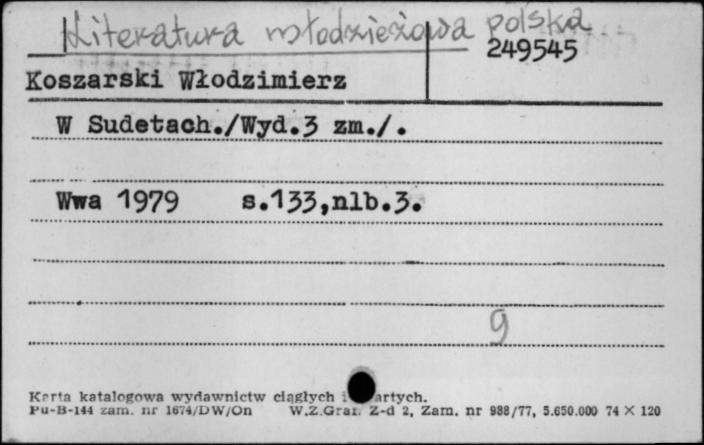 Literatura młodzieżowa polska
249545
Koszarski Włodzimierz
W Sudetach./Wyd.3 zm./.
Wwa 1979 s.133,nlb.3.
9
Karta katalogowa wydawnictw ciągłych i artych.
Pu-B-144 zam. nr 1674/DW/On W.Z.Graf. Z-d 2, Zam. nr 988/77, 5.650.000 74 × 120